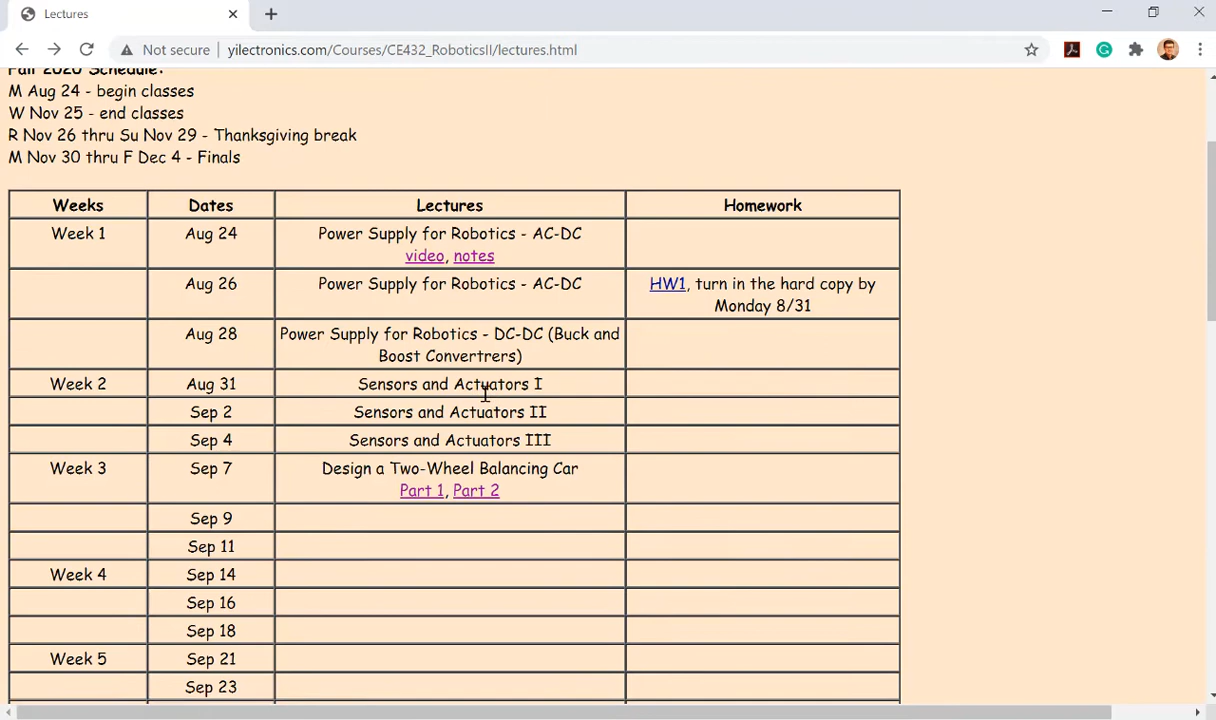 Lectures
Not secure
yilectronics.com/Courses/CE432_RoboticsII/lectures.html
Fall 2020 Schedule:
M Aug 24 - begin classes
W Nov 25 - end classes
R Nov 26 thru Su Nov 29 - Thanksgiving break
M Nov 30 thru F Dec 4 - Finals
Weeks Dates Lectures Homework
Week 1 Aug 24 Power Supply for Robotics - AC-DC
video, notes
Aug 26 Power Supply for Robotics - AC-DC HW1, turn in the hard copy by
Monday 8/31
Aug 28 Power Supply for Robotics - DC-DC (Buck and
Boost Convertrers)
Week 2 Aug 31 Sensors and Actuators I
Sep 2 Sensors and Actuators II
Sep 4 Sensors and Actuators III
Week 3 Sep 7 Design a Two-Wheel Balancing Car
Part 1, Part 2
Sep 9
Sep 11
Week 4 Sep 14
Sep 16
Sep 18
Week 5 Sep 21
Sep 23